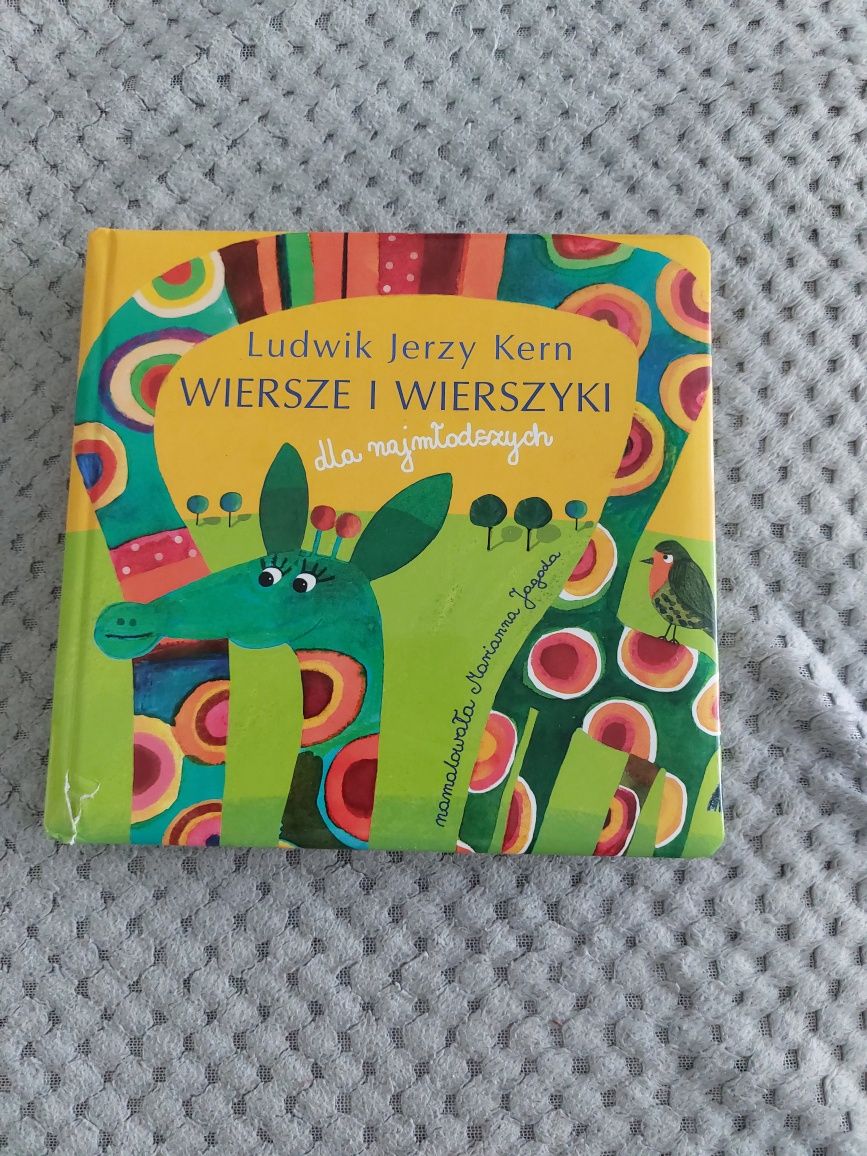 Ludwik Jerzy Kern
WIERSZE I WIERSZYKI
dla najmłodszych
namalowała Marianna Jagoda